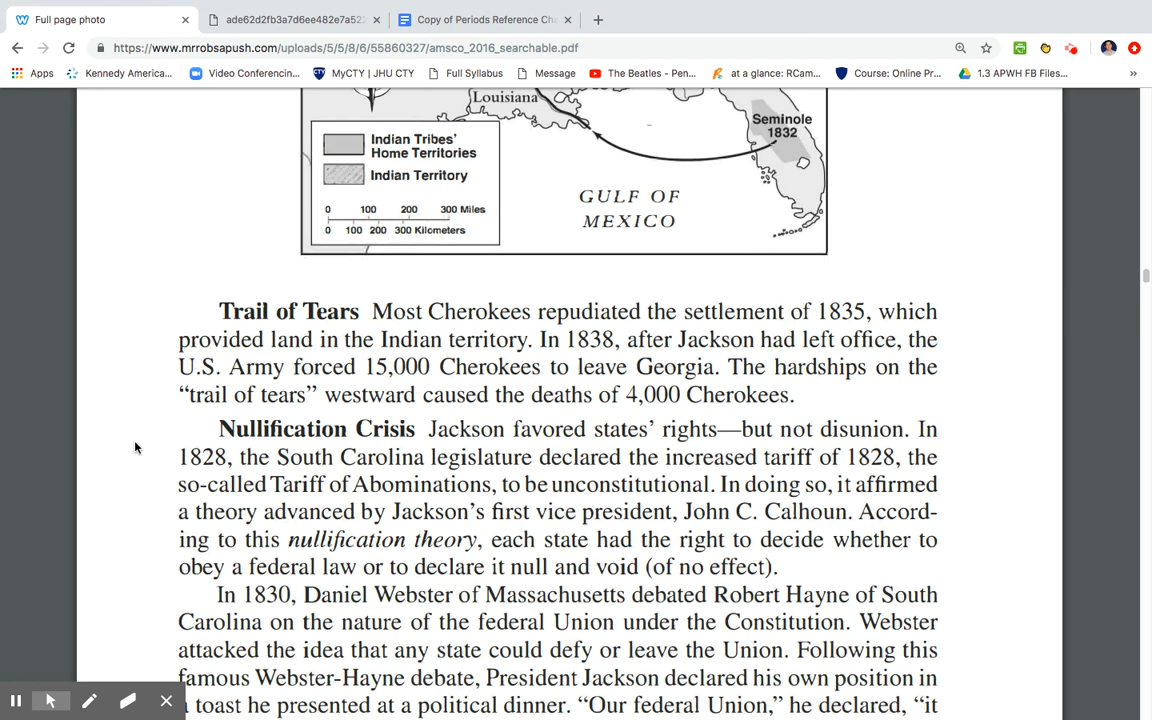 Full page photo
ade62d2fb3a7d6ee482e7a522
Copy of Periods Reference Ch
https://www.mrrobsapush.com/uploads/5/5/8/6/55860327/amsco_2016_searchable.pdf
Apps
Kennedy America...
Video Conferencin...
CTY
MyCTY | JHU CTY
Full Syllabus
Message
The Beatles - Pen...
at a glance: RCam...
Course: Online Pr...
1.3 APWH FB Files...
»
Louisiana
Seminole
1832
Indian Tribes'
Home Territories
Indian Territory
0 100 200 300 Miles
0 100 200 300 Kilometers
GULF OF
MEXICO
Trail of Tears Most Cherokees repudiated the settlement of 1835, which
provided land in the Indian territory. In 1838, after Jackson had left office, the
U.S. Army forced 15,000 Cherokees to leave Georgia. The hardships on the
“trail of tears” westward caused the deaths of 4,000 Cherokees.
Nullification Crisis Jackson favored states’ rights—but not disunion. In
1828, the South Carolina legislature declared the increased tariff of 1828, the
so-called Tariff of Abominations, to be unconstitutional. In doing so, it affirmed
a theory advanced by Jackson’s first vice president, John C. Calhoun. Accord-
ing to this nullification theory, each state had the right to decide whether to
obey a federal law or to declare it null and void (of no effect).
In 1830, Daniel Webster of Massachusetts debated Robert Hayne of South
Carolina on the nature of the federal Union under the Constitution. Webster
attacked the idea that any state could defy or leave the Union. Following this
famous Webster-Hayne debate, President Jackson declared his own position in
a toast he presented at a political dinner. “Our federal Union,” he declared, “it